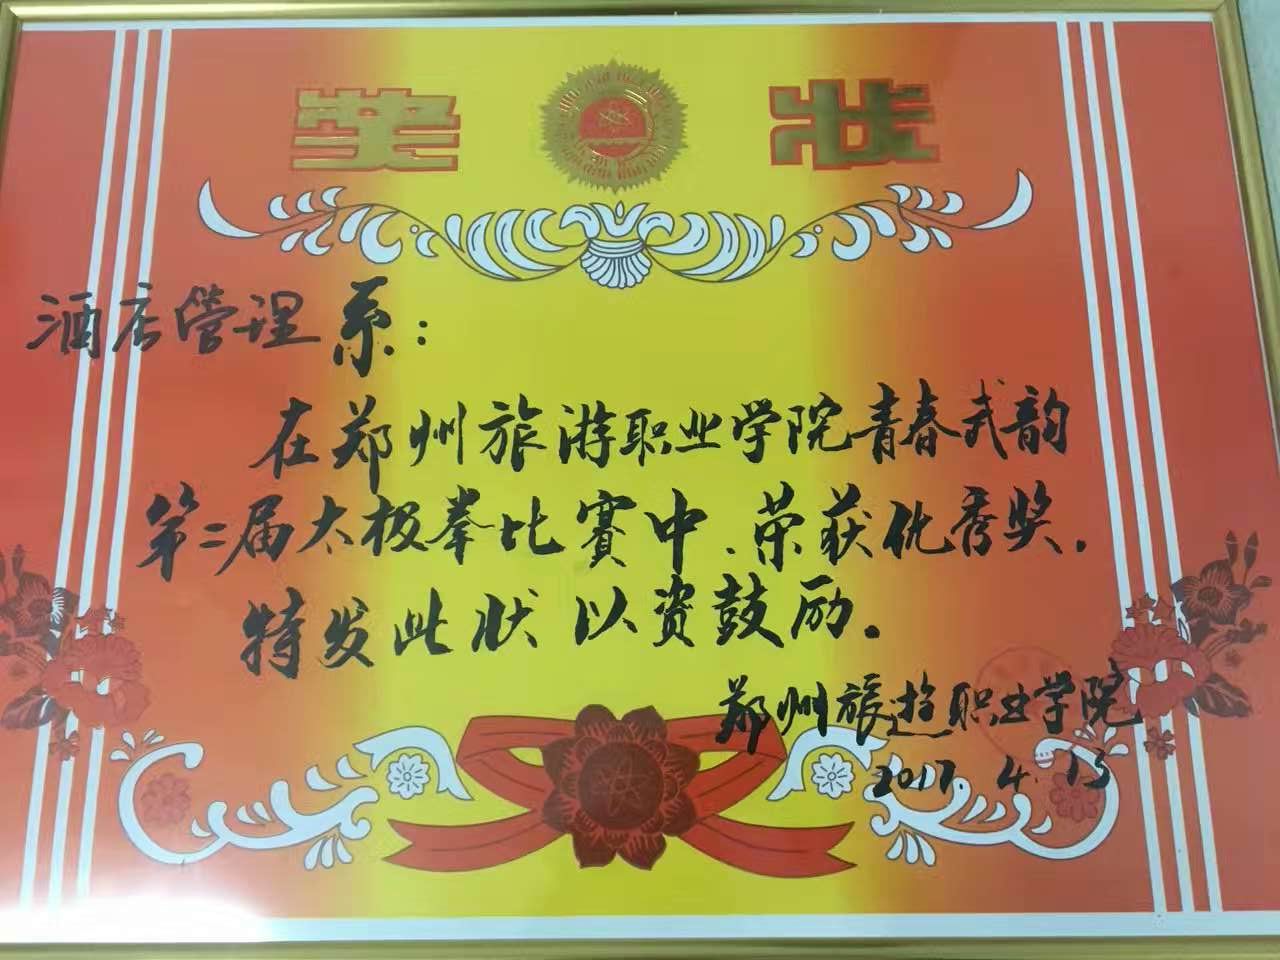 奖状
酒店管理系：
在郑州旅游职业学院青春武韵
第二届太极拳比赛中、荣获优秀奖．
特发此状 以资鼓励．
郑州旅游职业学院
2017.4.13